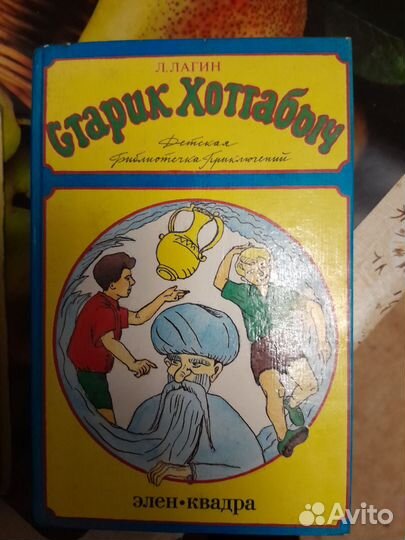 Л. ЛАГИН
Старик Хоттабыч
Детская
Библиотечка Приключений
элен•квадра
Avito